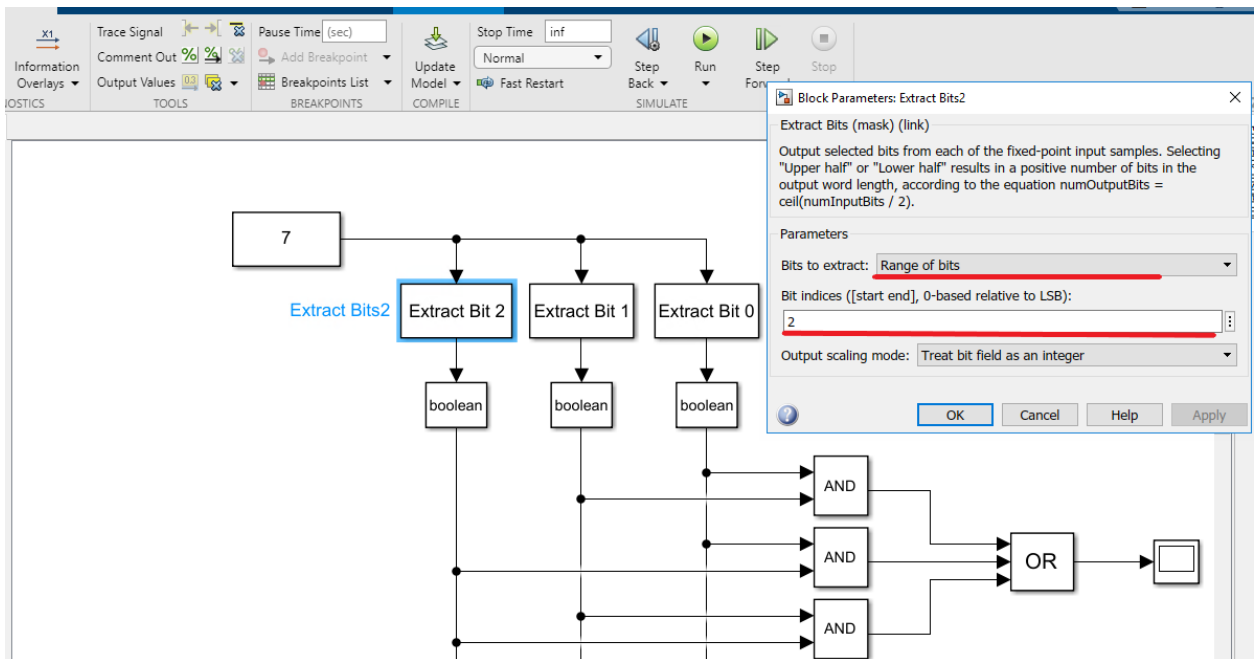 x1
Information
Overlays
NOSTICS
Trace Signal
Comment Out
Output Values
TOOLS
Pause Time (sec)
Add Breakpoint
Breakpoints List
BREAKPOINTS
Update
Model
COMPILE
Stop Time inf
Normal
Fast Restart
Step
Back
Run
Step
Stop
SIMULATE
Block Parameters: Extract Bits2
Extract Bits (mask) (link)
Output selected bits from each of the fixed-point input samples. Selecting
"Upper half" or "Lower half" results in a positive number of bits in the
output word length, according to the equation numOutputBits =
ceil(numInputBits / 2).
Parameters
Bits to extract: Range of bits
Bit indices ([start end], 0-based relative to LSB):
2
Output scaling mode: Treat bit field as an integer
OK Cancel Help Apply
7
Extract Bits2 Extract Bit 2 Extract Bit 1 Extract Bit 0
boolean boolean boolean
AND
AND
OR
AND